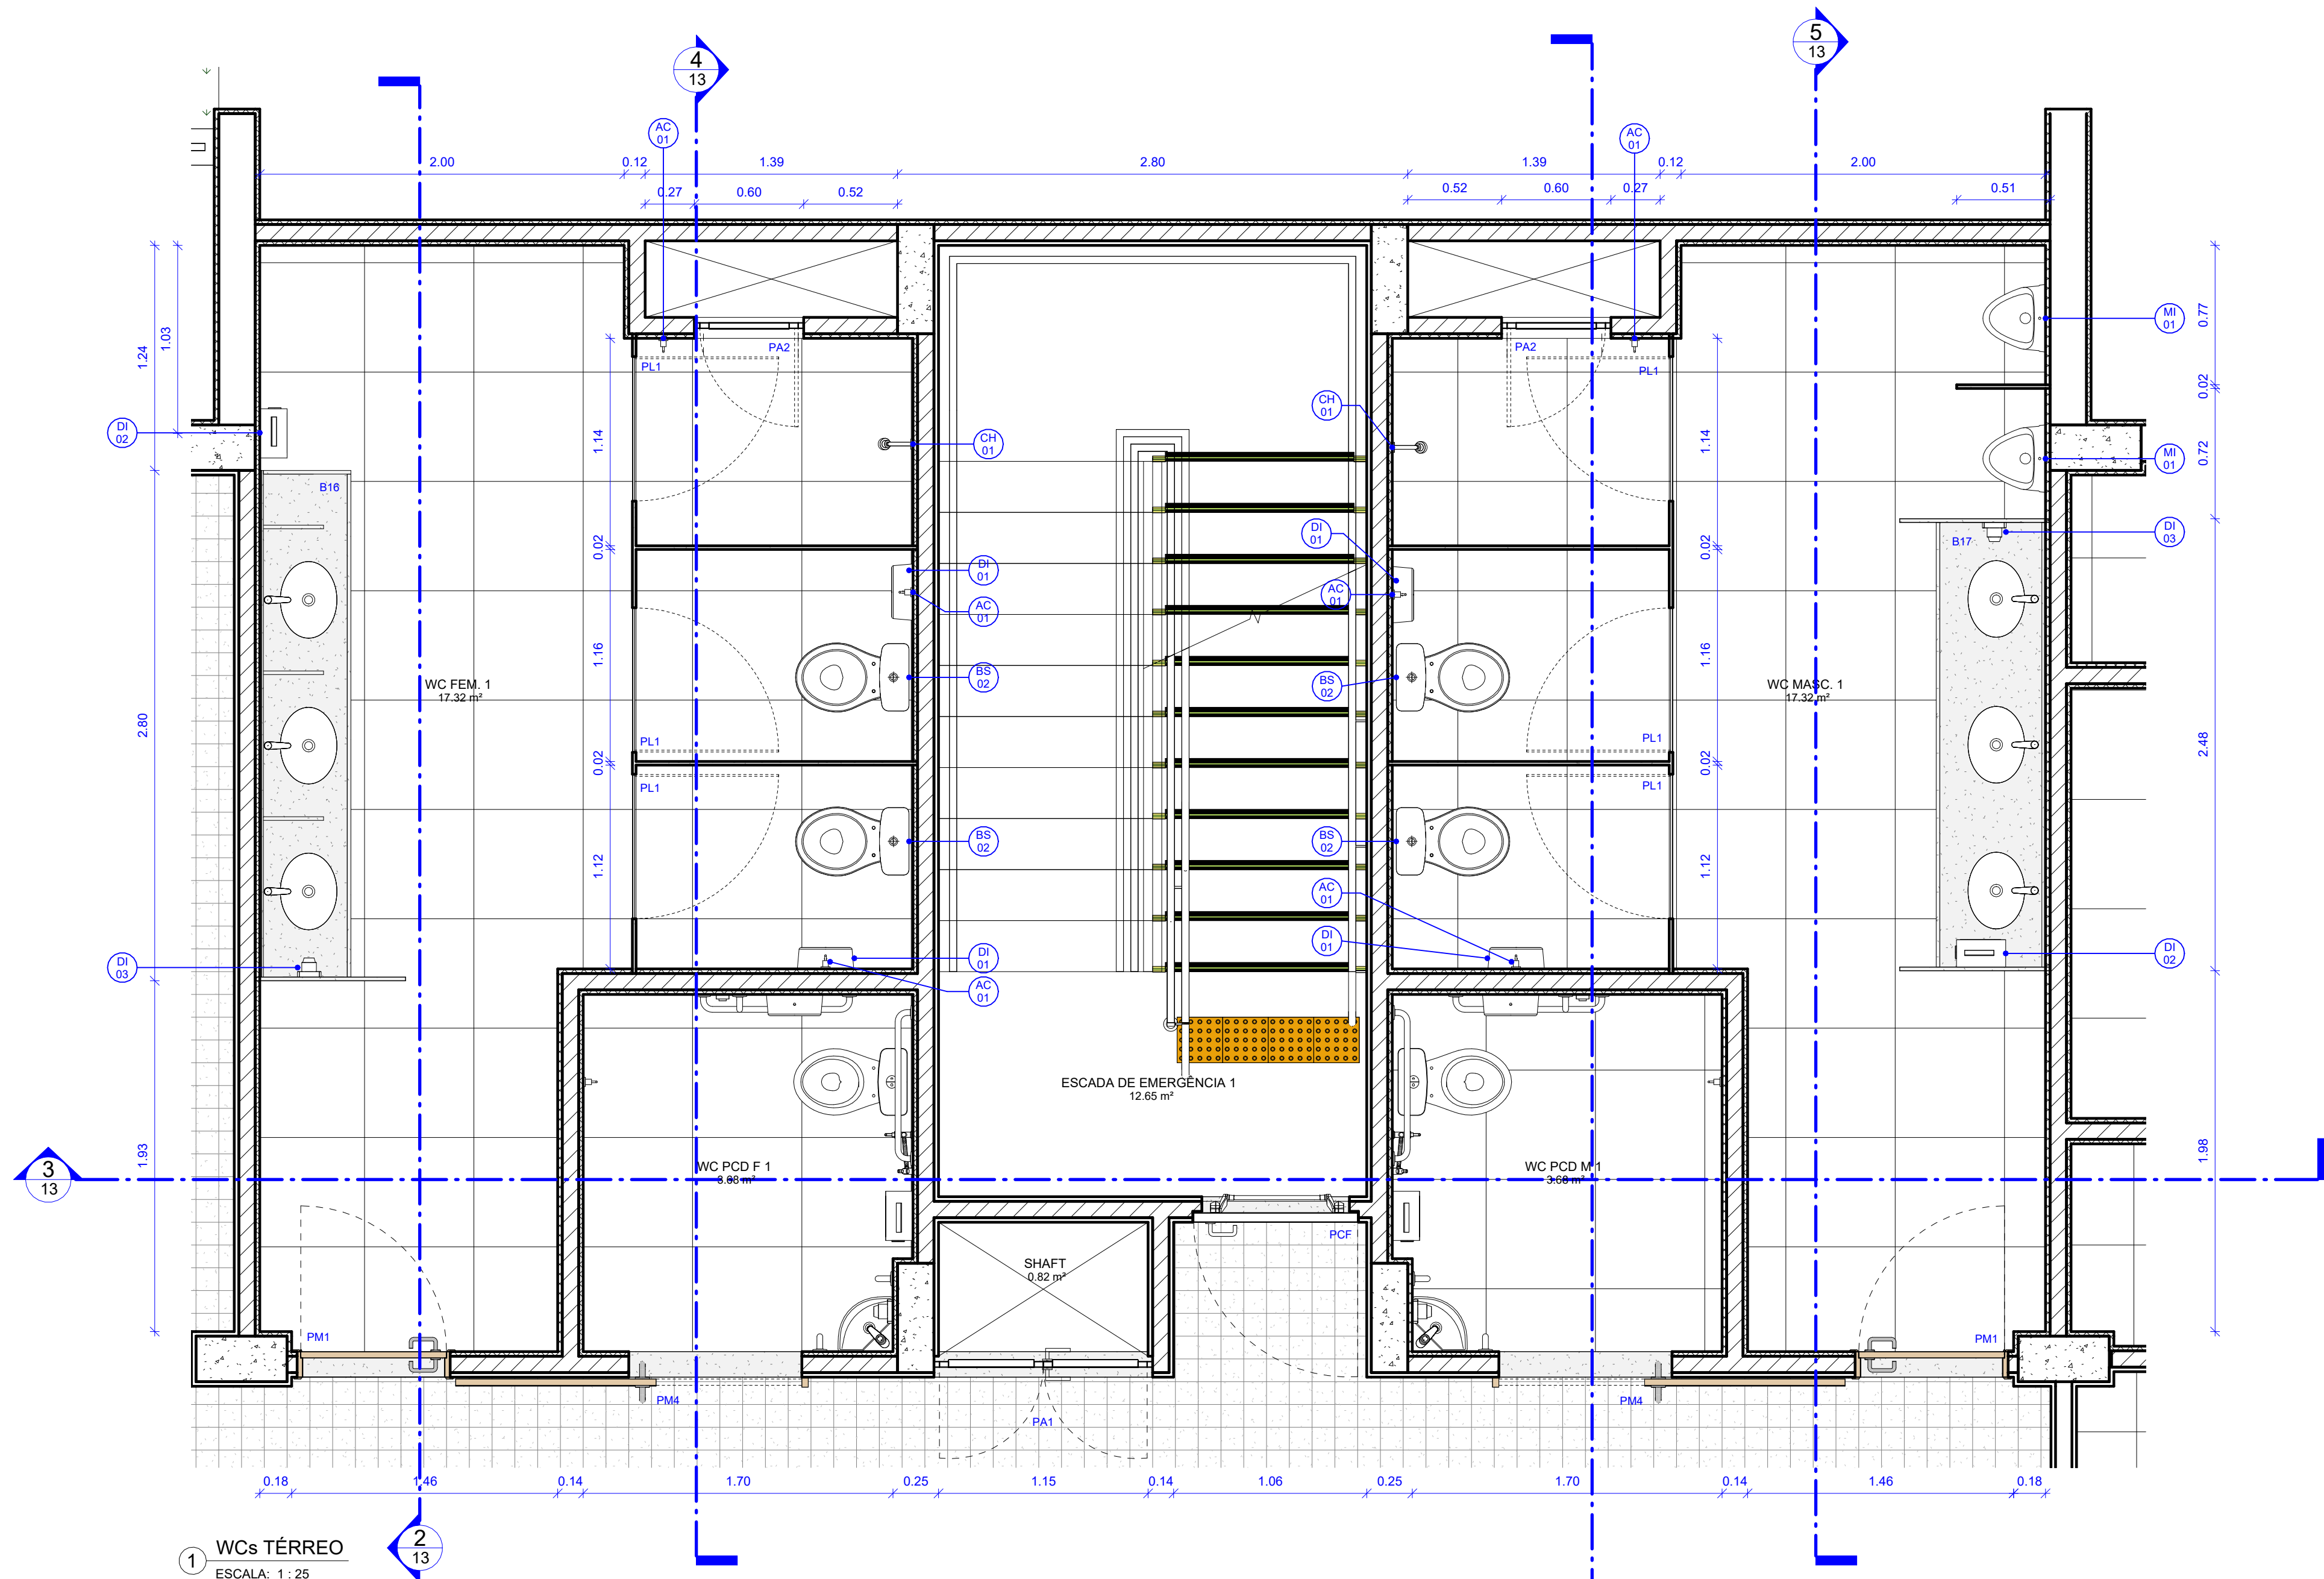 5
13
4
13
AC
01
AC
01
2.00
0.12
1.39
2.80
1.39
0.12
2.00
0.27
0.60
0.52
0.52
0.60
0.27
0.51
1.03
1.24
0.77
MI
01
PA2
PA2
PL1
PL1
0.02
CH
01
DI
02
CH
01
1.14
1.14
0.72
MI
01
B16
DI
01
DI
03
B17
0.02
0.02
DI
01
AC
01
AC
01
1.16
1.16
BS
02
BS
02
WC FEM. 1
17.32 m²
WC MASC. 1
17.32 m²
2.80
2.48
PL1
PL1
0.02
0.02
PL1
PL1
BS
02
BS
02
1.12
1.12
AC
01
DI
01
DI
01
DI
02
DI
03
AC
01
ESCADA DE EMERGÊNCIA 1
12.65 m²
1.93
1.98
3
13
WC PCD F 1
WC PCD M 1
PCF
SHAFT
0.82 m²
PM1
PM1
PM4
PA1
PM4
0.18
1.46
0.14
1.70
0.25
1.15
0.14
1.06
0.25
1.70
0.14
1.46
0.18
2
13
1
WCs TÉRREO
ESCALA: 1 : 25